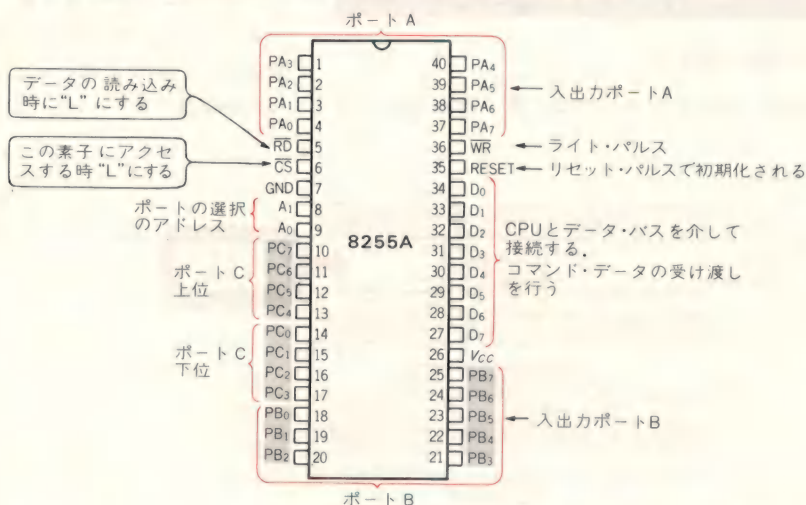 ポートA
データの読み込み
時に"L"にする
この素子にアクセ
スする時"L"にする
ポートの選択
のアドレス
ポートC
上位
ポートC
下位
PA3 1
PA2 2
PA1 3
PA0 4
RD 5
CS 6
GND 7
A1 8
A0 9
PC7 10
PC6 11
PC5 12
PC4 13
PC0 14
PC1 15
PC2 16
PC3 17
PB0 18
PB1 19
PB2 20
8255A
40 PA4
39 PA5
38 PA6
37 PA7
36 WR
35 RESET
34 D0
33 D1
32 D2
31 D3
30 D4
29 D5
28 D6
27 D7
26 VCC
25 PB7
24 PB6
23 PB5
22 PB4
21 PB3
入出力ポートA
ライト・パルス
リセット・パルスで初期化される
CPUとデータ・バスを介して
接続する.
コマンド・データの受け渡し
を行う
入出力ポートB
ポートB